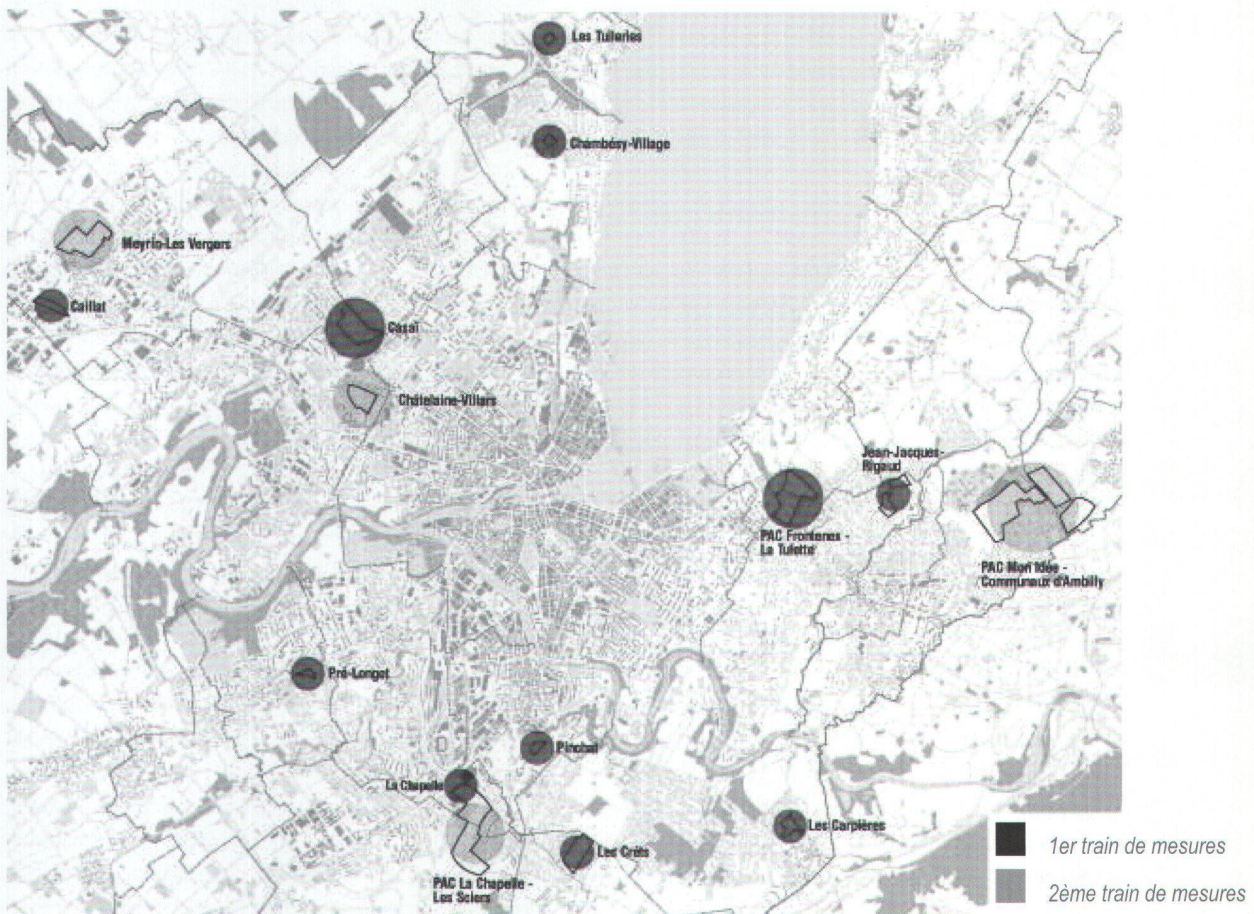 Les Tuileries
Chambésy-Village
Meyrin-Les Vergers
Caillat
Casaï
Châtelaine-Villars
Jean-Jacques-
Rigaud
PAC Frontenex -
La Tulette
PAC Mon Idée -
Communaux d'Ambilly
Pré-Longet
Pinchat
La Chapelle
Les Carpières
Les Crêts
PAC La Chapelle -
Les Sciers
1er train de mesures
2ème train de mesures